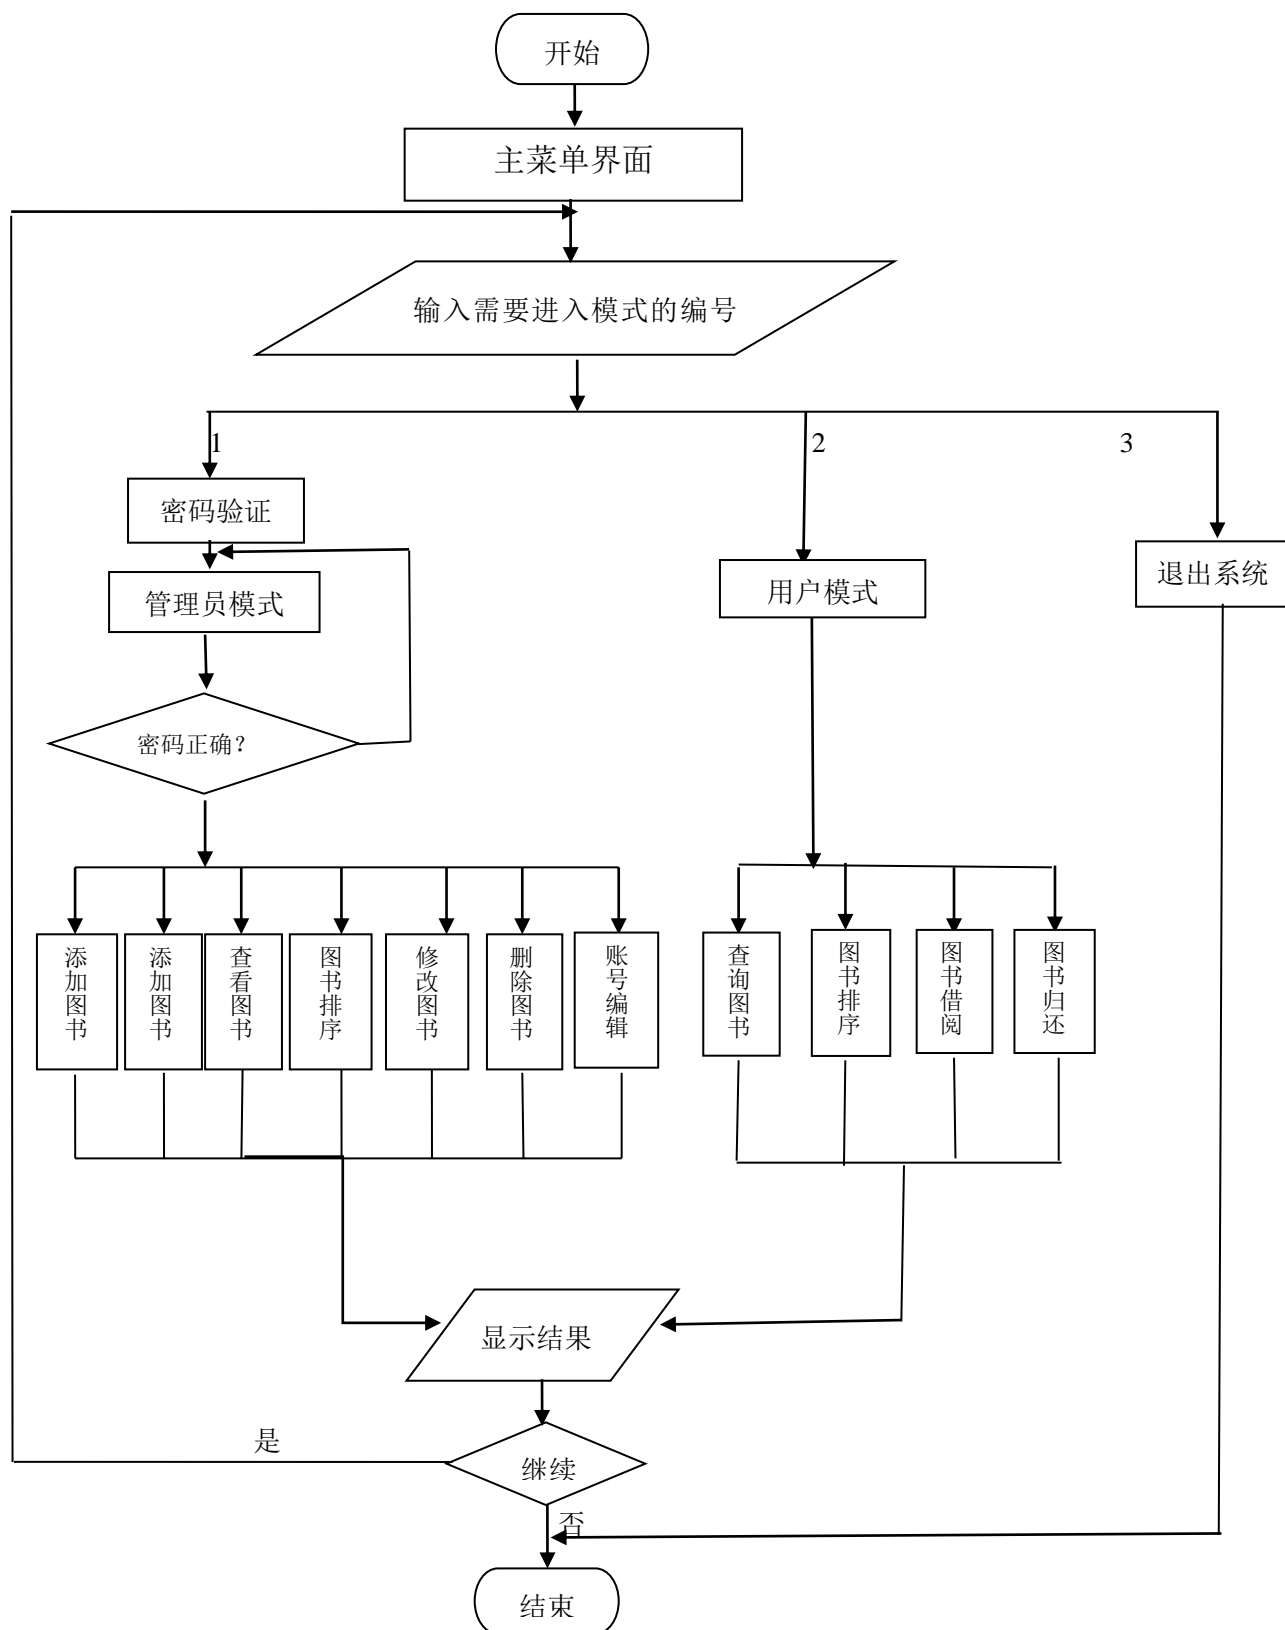 开始
主菜单界面
输入需要进入模式的编号
1
2
3
密码验证
管理员模式
用户模式
退出系统
密码正确？
添加图书
添加图书
查看图书
图书排序
修改图书
删除图书
账号编辑
查询图书
图书排序
图书借阅
图书归还
显示结果
是
继续
否
结束